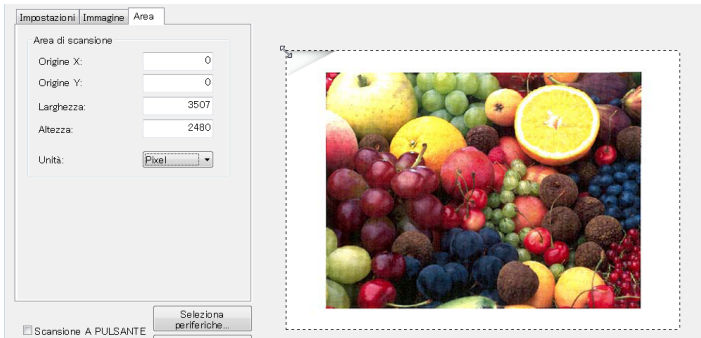 Impostazioni Immagine Area
Area di scansione
Origine X: 0
Origine Y: 0
Larghezza: 3507
Altezza: 2480
Unità: Pixel
Seleziona
periferiche...
Scansione A PULSANTE